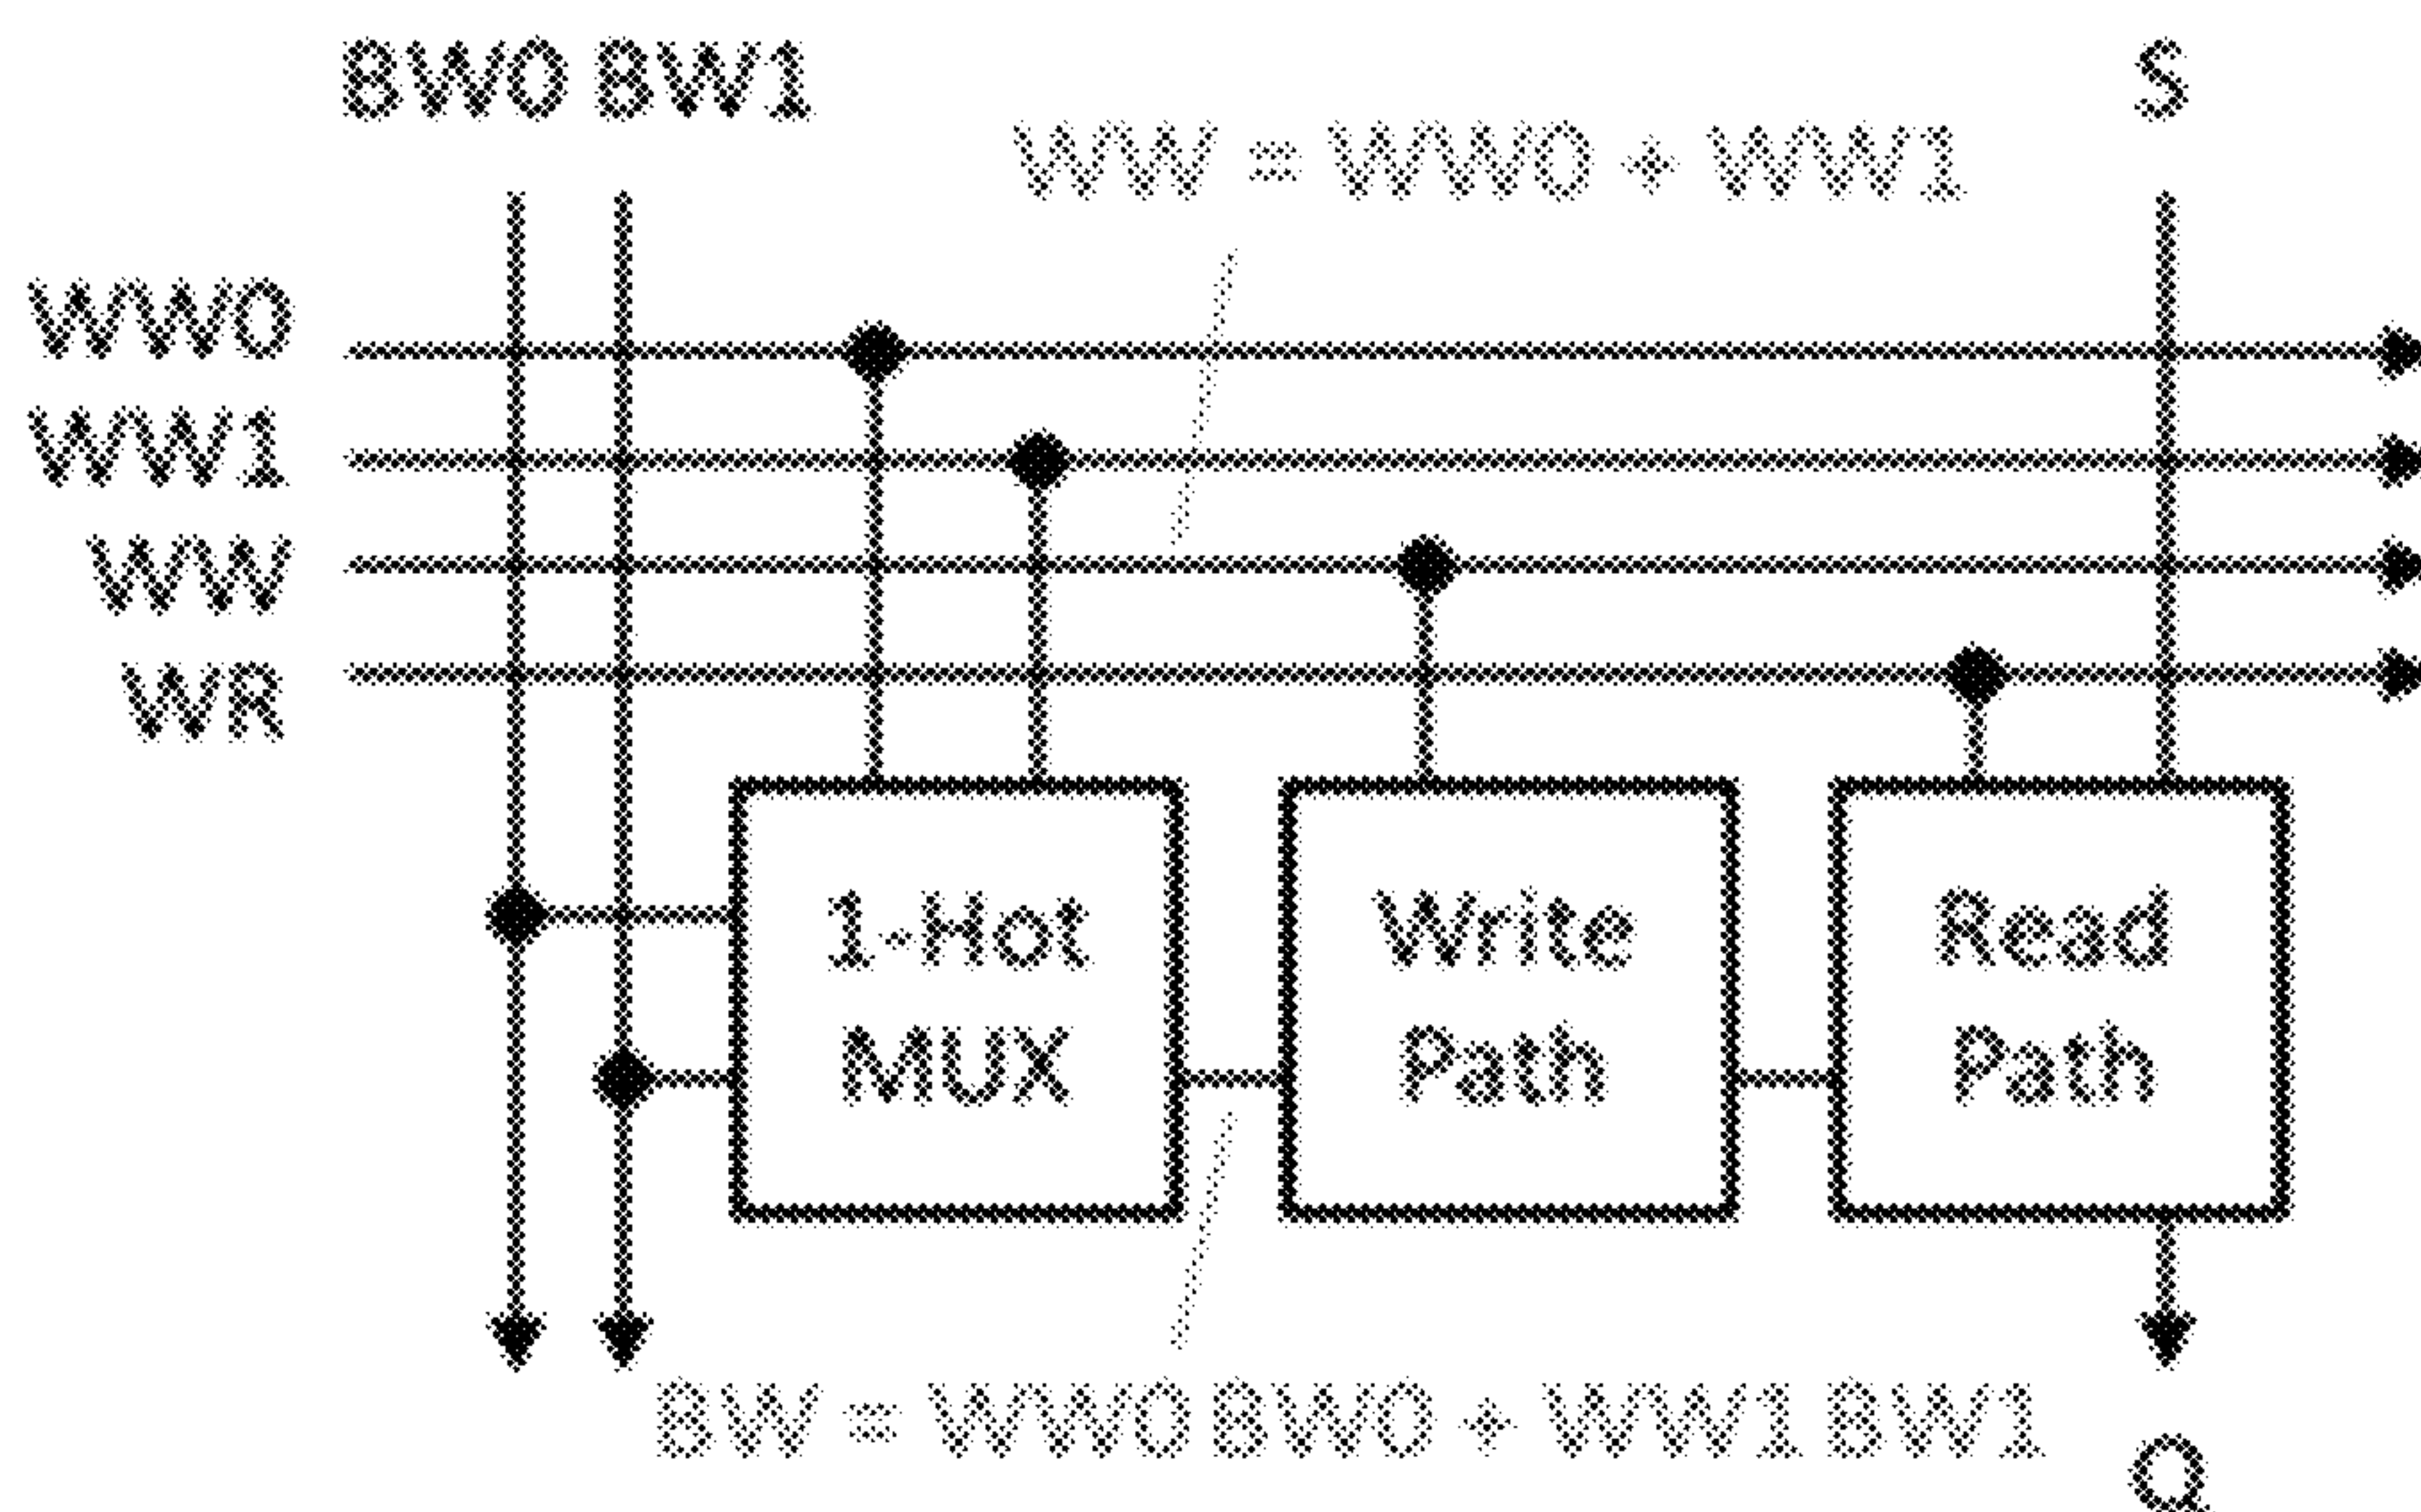 BW0 BW1
S
WW = WW0 + WW1
WW0
WW1
WW
WR
1-Hot
MUX
Write
Path
Read
Path
BW = WW0 BW0 + WW1 BW1
Q